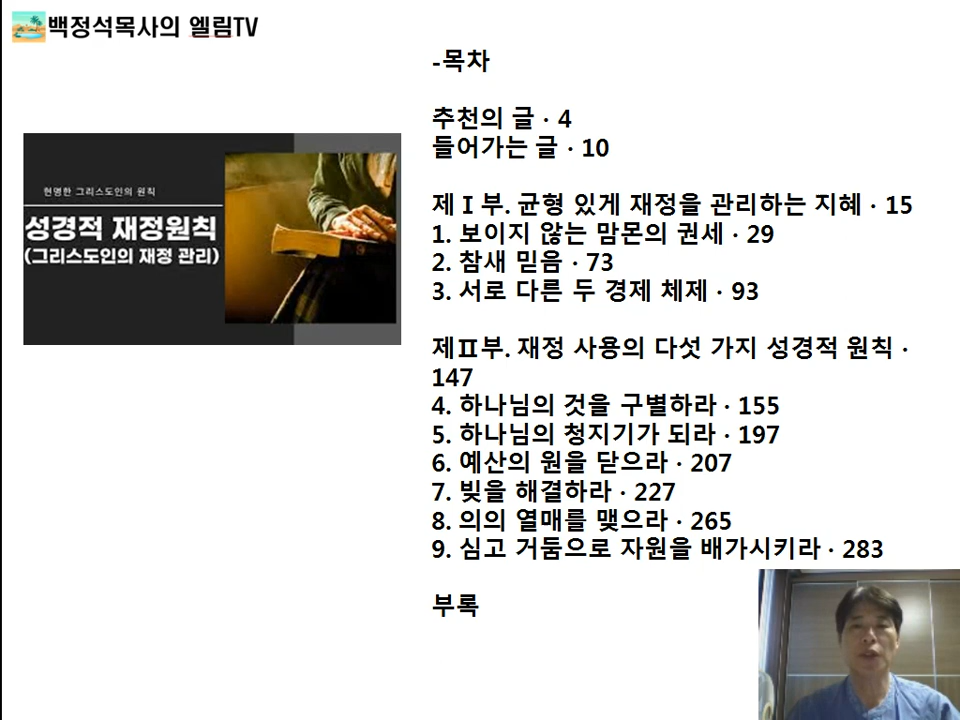 백정석목사의 엘림TV
-목차
추천의 글 · 4
들어가는 글 · 10
현명한 그리스도인의 원칙
성경적 재정원칙
(그리스도인의 재정 관리)
제 I 부. 균형 있게 재정을 관리하는 지혜 · 15
1. 보이지 않는 맘몬의 권세 · 29
2. 참새 믿음 · 73
3. 서로 다른 두 경제 체제 · 93
제Ⅱ부. 재정 사용의 다섯 가지 성경적 원칙 ·
147
4. 하나님의 것을 구별하라 · 155
5. 하나님의 청지기가 되라 · 197
6. 예산의 원을 닫으라 · 207
7. 빚을 해결하라 · 227
8. 의의 열매를 맺으라 · 265
9. 심고 거둠으로 자원을 배가시키라 · 283
부록